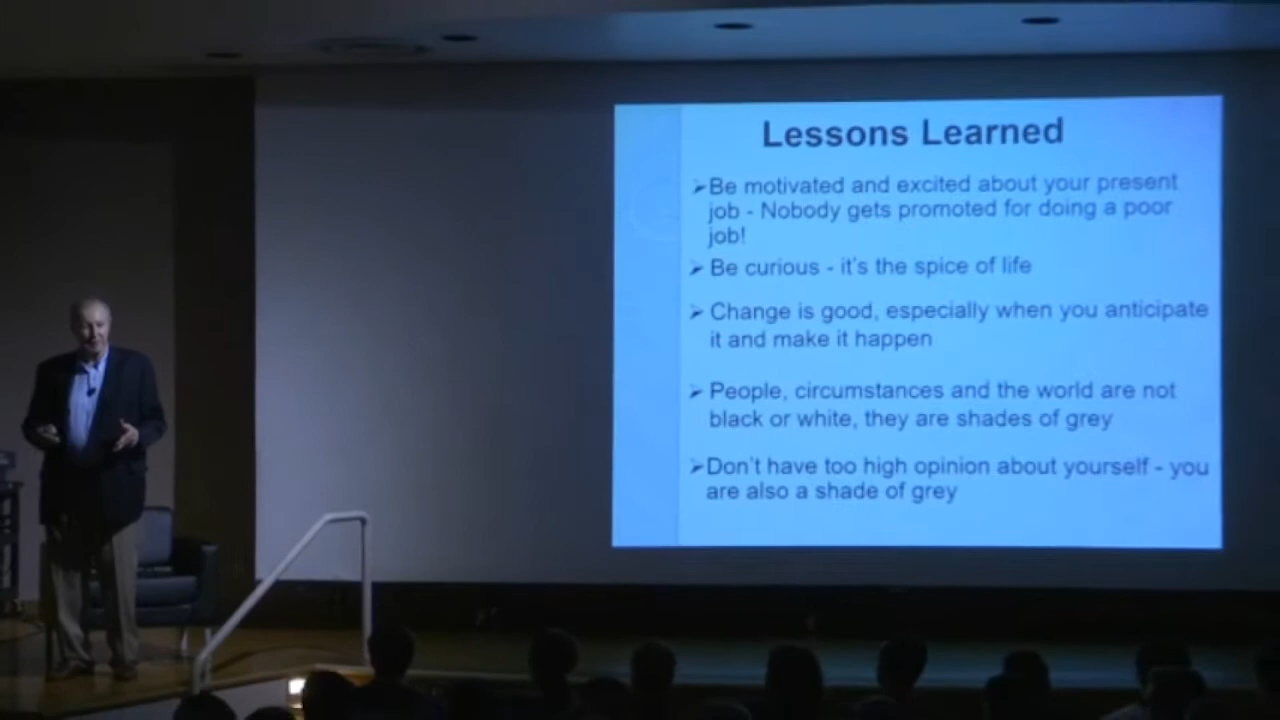 Lessons Learned
➢Be motivated and excited about your present
job - Nobody gets promoted for doing a poor
job!
➢ Be curious - it's the spice of life
➢ Change is good, especially when you anticipate
it and make it happen
➢ People, circumstances and the world are not
black or white, they are shades of grey
➢Don't have too high opinion about yourself - you
are also a shade of grey